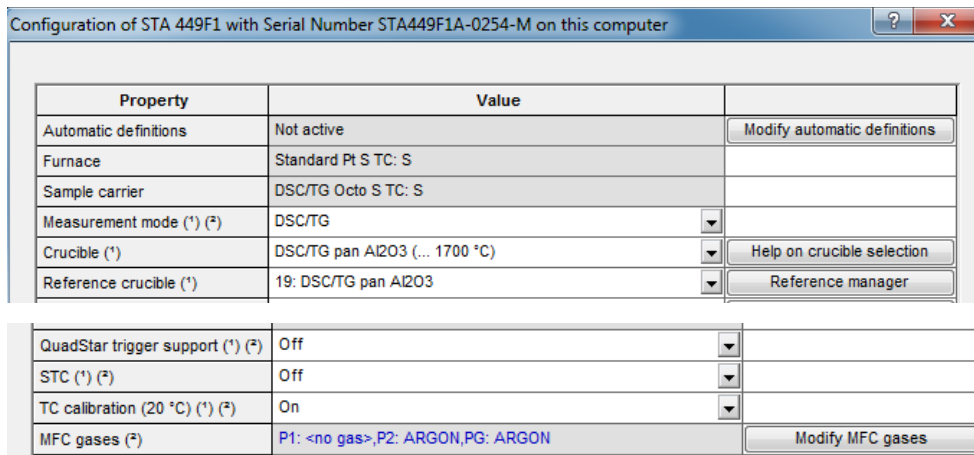 Configuration of STA 449F1 with Serial Number STA449F1A-0254-M on this computer ? X
Property Value
Automatic definitions Not active Modify automatic definitions
Furnace Standard Pt S TC: S
Sample carrier DSC/TG Octo S TC: S
Measurement mode (¹) (²) DSC/TG
Crucible (¹) DSC/TG pan Al2O3 (... 1700 °C) Help on crucible selection
Reference crucible (¹) 19: DSC/TG pan Al2O3 Reference manager
QuadStar trigger support (¹) (²) Off
STC (¹) (²) Off
TC calibration (20 °C) (¹) (²) On
MFC gases (²) P1: <no gas>,P2: ARGON,PG: ARGON Modify MFC gases